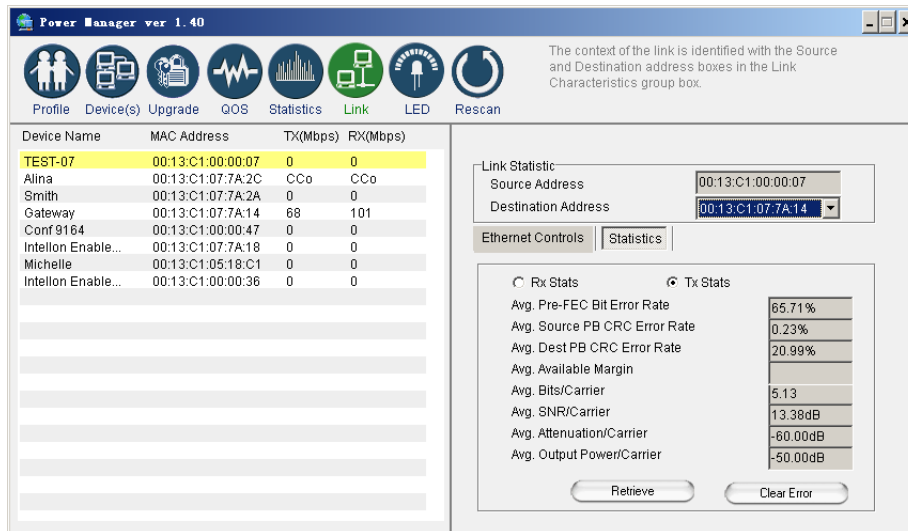 Power Manager ver 1.40
Profile Device(s) Upgrade QOS Statistics Link LED Rescan
The context of the link is identified with the Source
and Destination address boxes in the Link
Characteristics group box.
Device Name MAC Address TX(Mbps) RX(Mbps)
TEST-07 00:13:C1:00:00:07 0 0
Alina 00:13:C1:07:7A:2C CCo CCo
Smith 00:13:C1:07:7A:2A 0 0
Gateway 00:13:C1:07:7A:14 68 101
Conf 9164 00:13:C1:00:00:47 0 0
Intellon Enable... 00:13:C1:07:7A:18 0 0
Michelle 00:13:C1:05:18:C1 0 0
Intellon Enable... 00:13:C1:00:00:36 0 0
Link Statistic
Source Address 00:13:C1:00:00:07
Destination Address 00:13:C1:07:7A:14
Ethernet Controls Statistics
Rx Stats Tx Stats
Avg. Pre-FEC Bit Error Rate 65.71%
Avg. Source PB CRC Error Rate 0.23%
Avg. Dest PB CRC Error Rate 20.99%
Avg. Available Margin
Avg. Bits/Carrier 5.13
Avg. SNR/Carrier 13.38dB
Avg. Attenuation/Carrier -60.00dB
Avg. Output Power/Carrier -50.00dB
Retrieve Clear Error